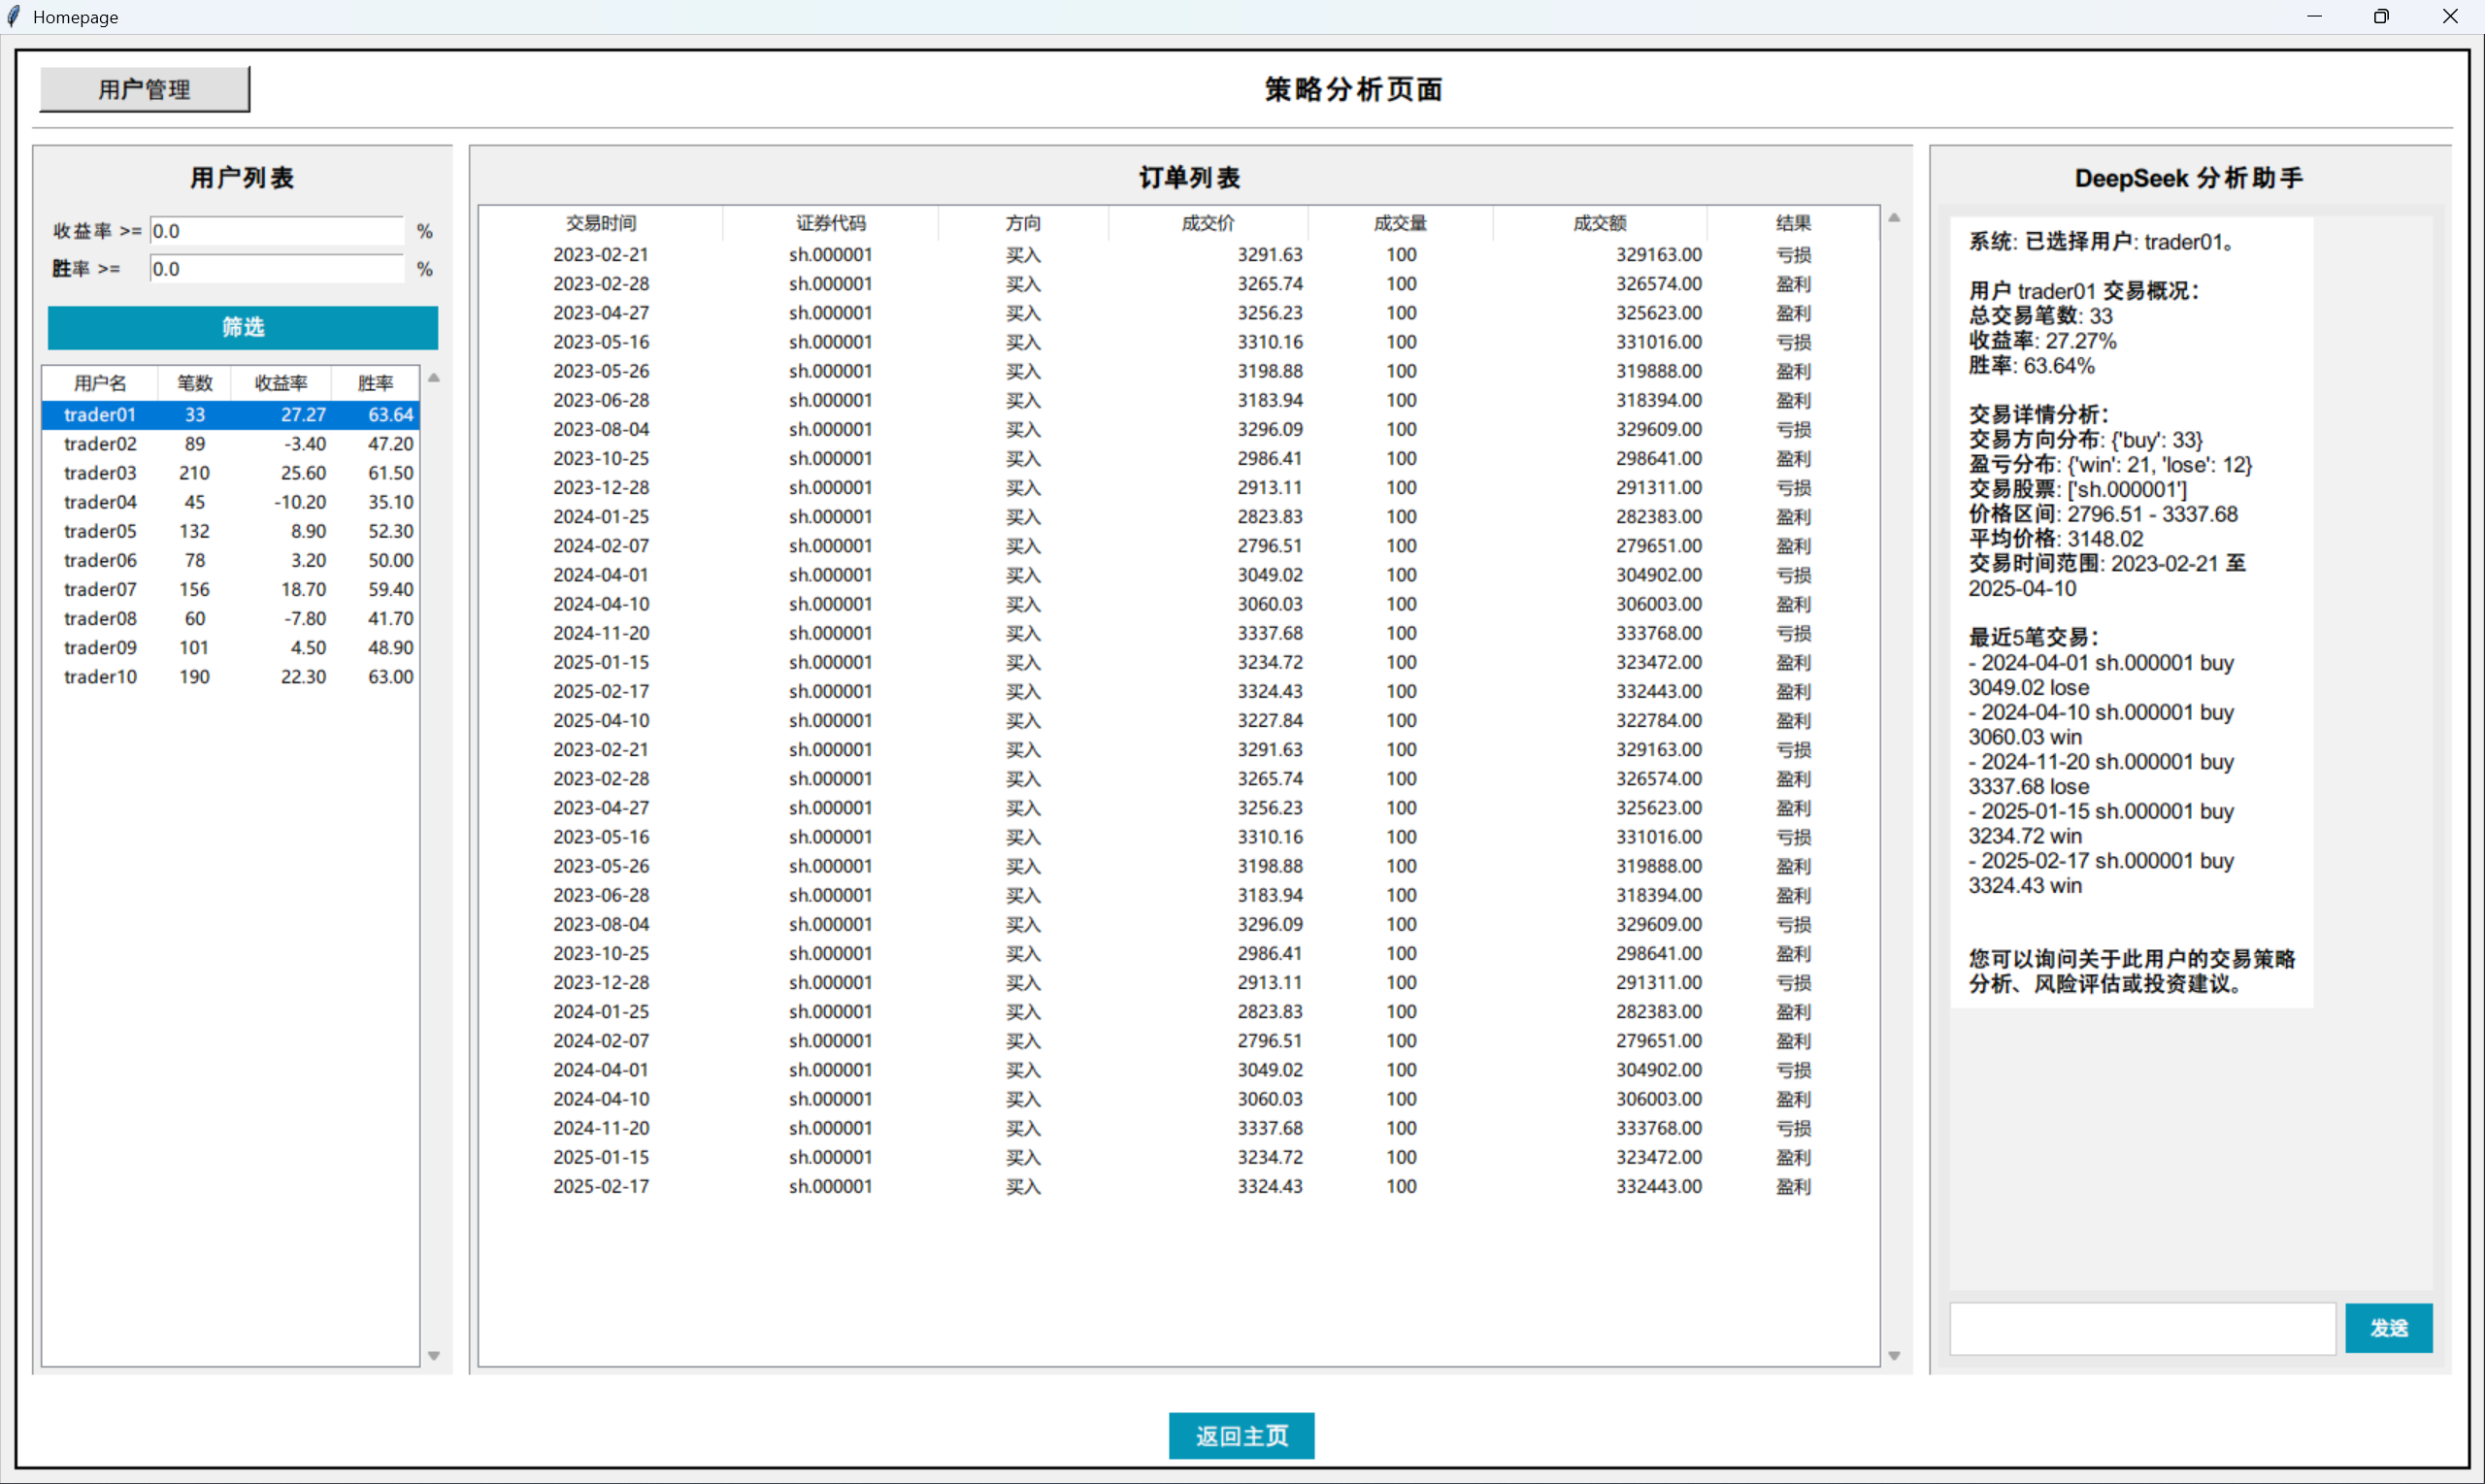 Homepage
用户管理
策略分析页面
用户列表
收益率 >= 0.0 %
胜率 >= 0.0 %
筛选
用户名 笔数 收益率 胜率
trader01 33 27.27 63.64
trader02 89 -3.40 47.20
trader03 210 25.60 61.50
trader04 45 -10.20 35.10
trader05 132 8.90 52.30
trader06 78 3.20 50.00
trader07 156 18.70 59.40
trader08 60 -7.80 41.70
trader09 101 4.50 48.90
trader10 190 22.30 63.00
订单列表
交易时间 证券代码 方向 成交价 成交量 成交额 结果
2023-02-21 sh.000001 买入 3291.63 100 329163.00 亏损
2023-02-28 sh.000001 买入 3265.74 100 326574.00 盈利
2023-04-27 sh.000001 买入 3256.23 100 325623.00 盈利
2023-05-16 sh.000001 买入 3310.16 100 331016.00 亏损
2023-05-26 sh.000001 买入 3198.88 100 319888.00 盈利
2023-06-28 sh.000001 买入 3183.94 100 318394.00 盈利
2023-08-04 sh.000001 买入 3296.09 100 329609.00 亏损
2023-10-25 sh.000001 买入 2986.41 100 298641.00 盈利
2023-12-28 sh.000001 买入 2913.11 100 291311.00 亏损
2024-01-25 sh.000001 买入 2823.83 100 282383.00 盈利
2024-02-07 sh.000001 买入 2796.51 100 279651.00 盈利
2024-04-01 sh.000001 买入 3049.02 100 304902.00 亏损
2024-04-10 sh.000001 买入 3060.03 100 306003.00 盈利
2024-11-20 sh.000001 买入 3337.68 100 333768.00 亏损
2025-01-15 sh.000001 买入 3234.72 100 323472.00 盈利
2025-02-17 sh.000001 买入 3324.43 100 332443.00 盈利
2025-04-10 sh.000001 买入 3227.84 100 322784.00 盈利
2023-02-21 sh.000001 买入 3291.63 100 329163.00 亏损
2023-02-28 sh.000001 买入 3265.74 100 326574.00 盈利
2023-04-27 sh.000001 买入 3256.23 100 325623.00 盈利
2023-05-16 sh.000001 买入 3310.16 100 331016.00 亏损
2023-05-26 sh.000001 买入 3198.88 100 319888.00 盈利
2023-06-28 sh.000001 买入 3183.94 100 318394.00 盈利
2023-08-04 sh.000001 买入 3296.09 100 329609.00 亏损
2023-10-25 sh.000001 买入 2986.41 100 298641.00 盈利
2023-12-28 sh.000001 买入 2913.11 100 291311.00 亏损
2024-01-25 sh.000001 买入 2823.83 100 282383.00 盈利
2024-02-07 sh.000001 买入 2796.51 100 279651.00 盈利
2024-04-01 sh.000001 买入 3049.02 100 304902.00 亏损
2024-04-10 sh.000001 买入 3060.03 100 306003.00 盈利
2024-11-20 sh.000001 买入 3337.68 100 333768.00 亏损
2025-01-15 sh.000001 买入 3234.72 100 323472.00 盈利
2025-02-17 sh.000001 买入 3324.43 100 332443.00 盈利
DeepSeek 分析助手
系统: 已选择用户: trader01。
用户 trader01 交易概况：
总交易笔数: 33
收益率: 27.27%
胜率: 63.64%
交易详情分析：
交易方向分布: {'buy': 33}
盈亏分布: {'win': 21, 'lose': 12}
交易股票: ['sh.000001']
价格区间: 2796.51 - 3337.68
平均价格: 3148.02
交易时间范围: 2023-02-21 至
2025-04-10
最近5笔交易：
- 2024-04-01 sh.000001 buy
3049.02 lose
- 2024-04-10 sh.000001 buy
3060.03 win
- 2024-11-20 sh.000001 buy
3337.68 lose
- 2025-01-15 sh.000001 buy
3234.72 win
- 2025-02-17 sh.000001 buy
3324.43 win
您可以询问关于此用户的交易策略
分析、风险评估或投资建议。
发送
返回主页